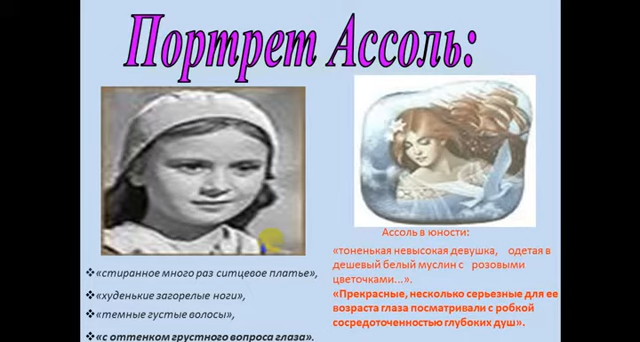 Портрет Ассоль:
❖«стиранное много раз ситцевое платье»,
❖«худенькие загорелые ноги»,
❖«темные густые волосы»,
❖«с оттенком грустного вопроса глаза».
Ассоль в юности:
«тоненькая невысокая девушка, одетая в
дешевый белый муслин с розовыми
цветочками...».
«Прекрасные, несколько серьезные для ее
возраста глаза посматривали с робкой
сосредоточенностью глубоких душ».